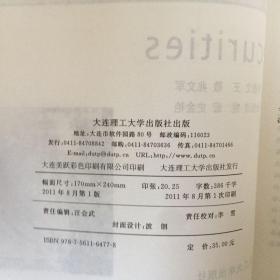 大连理工大学出版社出版
地址:大连市软件园路80号 邮政编码:116023
发行:0411-84708842 邮购:0411-84703636 传真:0411-84701466
E-mail:dutp@dutp.cn URL:http://www.dutp.cn
大连美跃彩色印刷有限公司印刷 大连理工大学出版社发行
幅面尺寸:170mm×240mm 印张:20.25 字数:386千字
2011年8月第1版 2011年8月第1次印刷
责任编辑:汪会武 责任校对:李慧
封面设计:波朗
ISBN 978-7-5611-6477-8 定价:35.00元